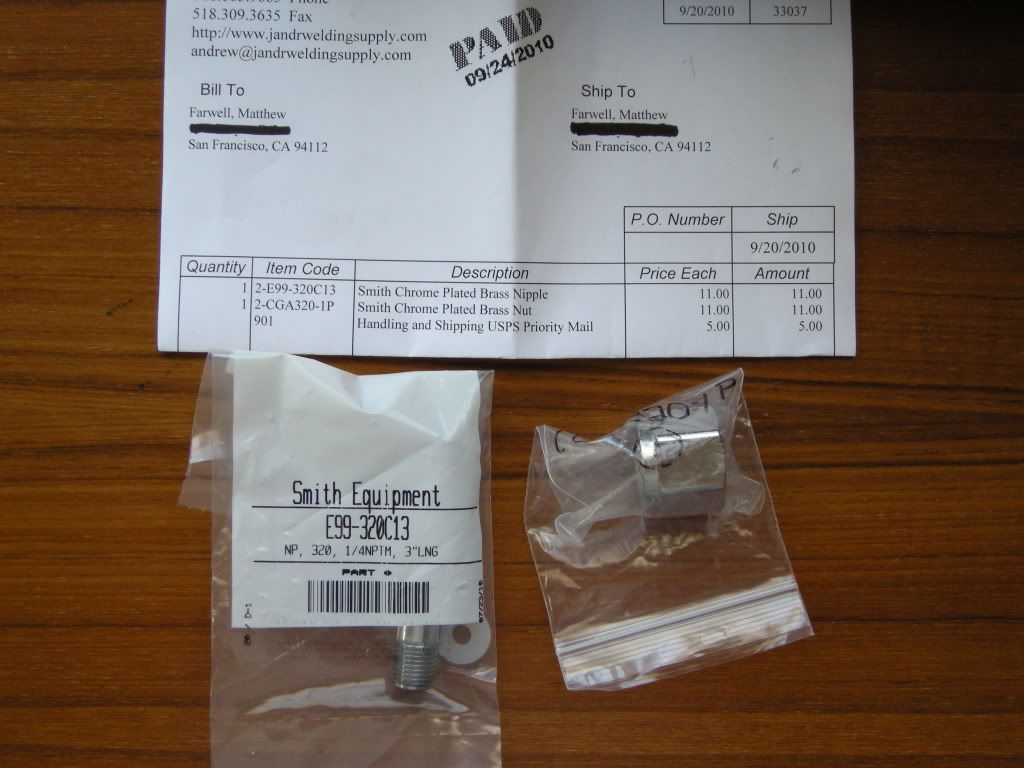 Phone
518.309.3635 Fax
http://www.jandrweldingsupply.com
andrew@jandrweldingsupply.com
PAID
09/24/2010
9/20/2010 33037
Bill To
Farwell, Matthew
San Francisco, CA 94112
Ship To
Farwell, Matthew
San Francisco, CA 94112
P.O. Number Ship
9/20/2010
Quantity Item Code Description Price Each Amount
1 2-E99-320C13 Smith Chrome Plated Brass Nipple 11.00 11.00
1 2-CGA320-1P Smith Chrome Plated Brass Nut 11.00 11.00
901 Handling and Shipping USPS Priority Mail 5.00 5.00
Smith Equipment
E99-320C13
NP, 320, 1/4NPTM, 3"LNG
PART